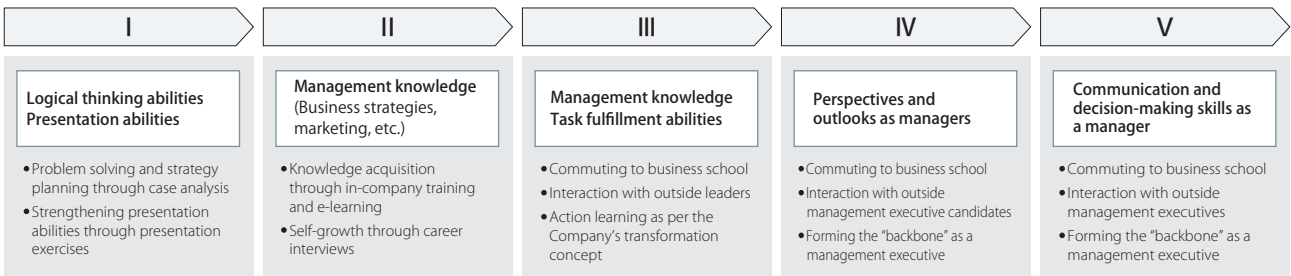 I
II
III
IV
V
Logical thinking abilities
Presentation abilities
•Problem solving and strategy
planning through case analysis
•Strengthening presentation
abilities through presentation
exercises
Management knowledge
(Business strategies,
marketing, etc.)
•Knowledge acquisition
through in-company training
and e-learning
•Self-growth through career
interviews
Management knowledge
Task fulfillment abilities
•Commuting to business school
•Interaction with outside leaders
•Action learning as per the
Company's transformation
concept
Perspectives and
outlooks as managers
•Commuting to business school
•Interaction with outside
management executive candidates
•Forming the “backbone” as a
management executive
Communication and
decision-making skills as
a manager
•Commuting to business school
•Interaction with outside
management executives
•Forming the “backbone” as a
management executive